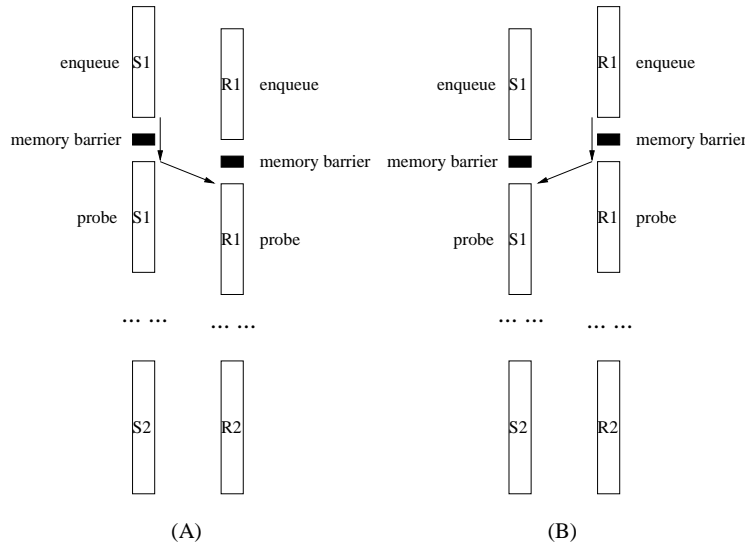 enqueue S1
R1 enqueue
memory barrier
memory barrier
probe S1
R1 probe
... ...
... ...
S2
R2
(A)
R1 enqueue
enqueue S1
memory barrier
memory barrier
R1 probe
probe S1
... ...
... ...
S2
R2
(B)